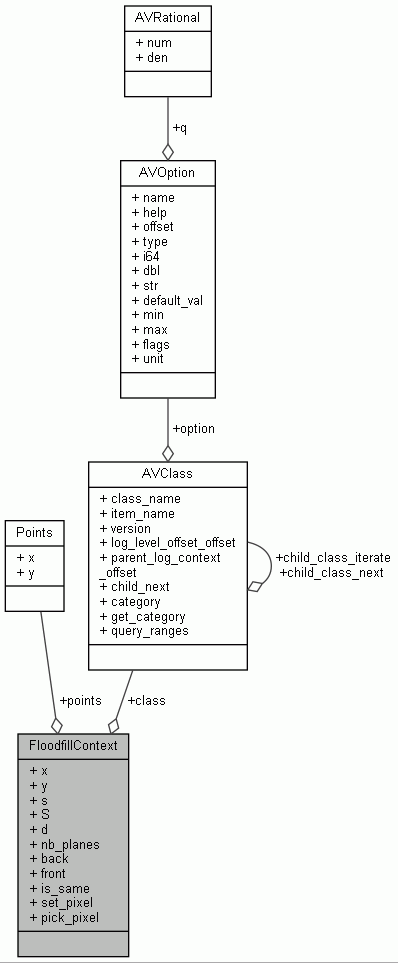 AVRational
+ num
+ den
+q
AVOption
+ name
+ help
+ offset
+ type
+ i64
+ dbl
+ str
+ default_val
+ min
+ max
+ flags
+ unit
+option
AVClass
+ class_name
+ item_name
+ version
+ log_level_offset_offset
+ parent_log_context
_offset
+ child_next
+ category
+ get_category
+ query_ranges
+child_class_iterate
+child_class_next
Points
+ x
+ y
+points
+class
FloodfillContext
+ x
+ y
+ s
+ S
+ d
+ nb_planes
+ back
+ front
+ is_same
+ set_pixel
+ pick_pixel